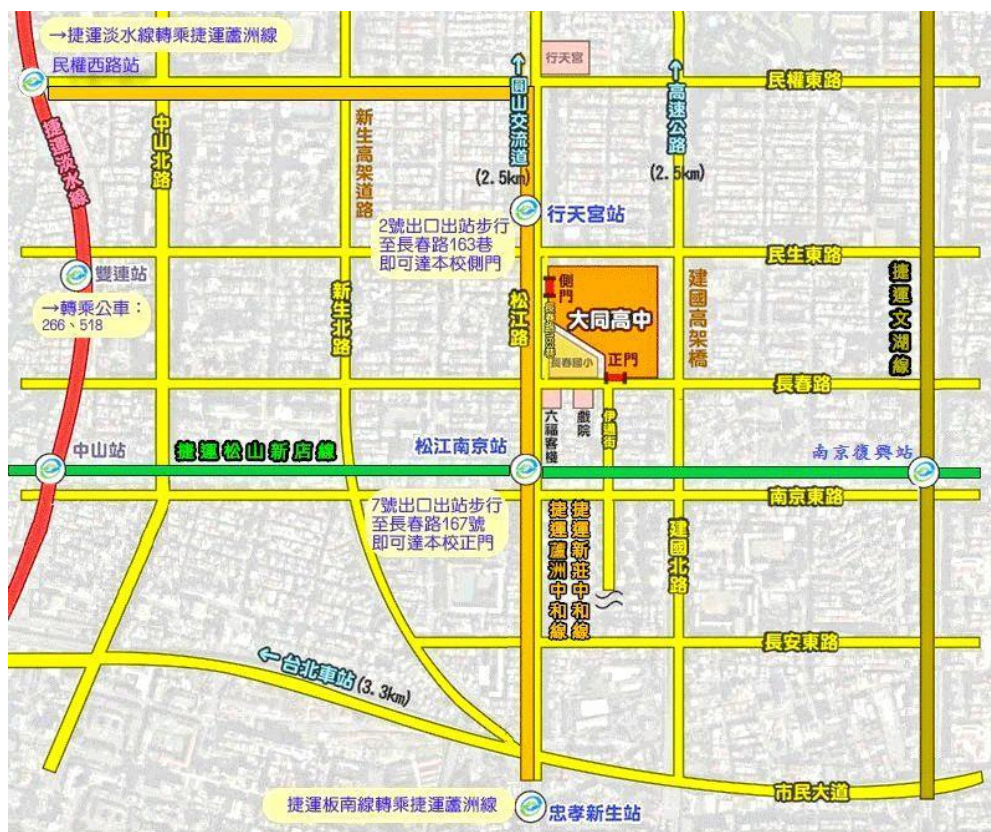 →捷運淡水線轉乘捷運蘆洲線
民權西路站
行天宮
民權東路
圓山交流道
(2.5km)
高速公路
(2.5km)
捷運淡水線
中山北路
新生高架道路
行天宮站
2號出口出站步行
至長春路163巷
即可達本校側門
民生東路
雙連站
→轉乘公車：
266、518
新生北路
松江路
側門
大同高中
長春國小
正門
建國高架橋
捷運文湖線
長春路
六福客棧
戲院
伊通街
中山站
捷運松山新店線
松江南京站
南京復興站
南京東路
7號出口出站步行
至長春路167號
即可達本校正門
捷運蘆洲中和線
捷運新莊中和線
建國北路
長安東路
←台北車站(3.3km)
市民大道
捷運板南線轉乘捷運蘆洲線
忠孝新生站